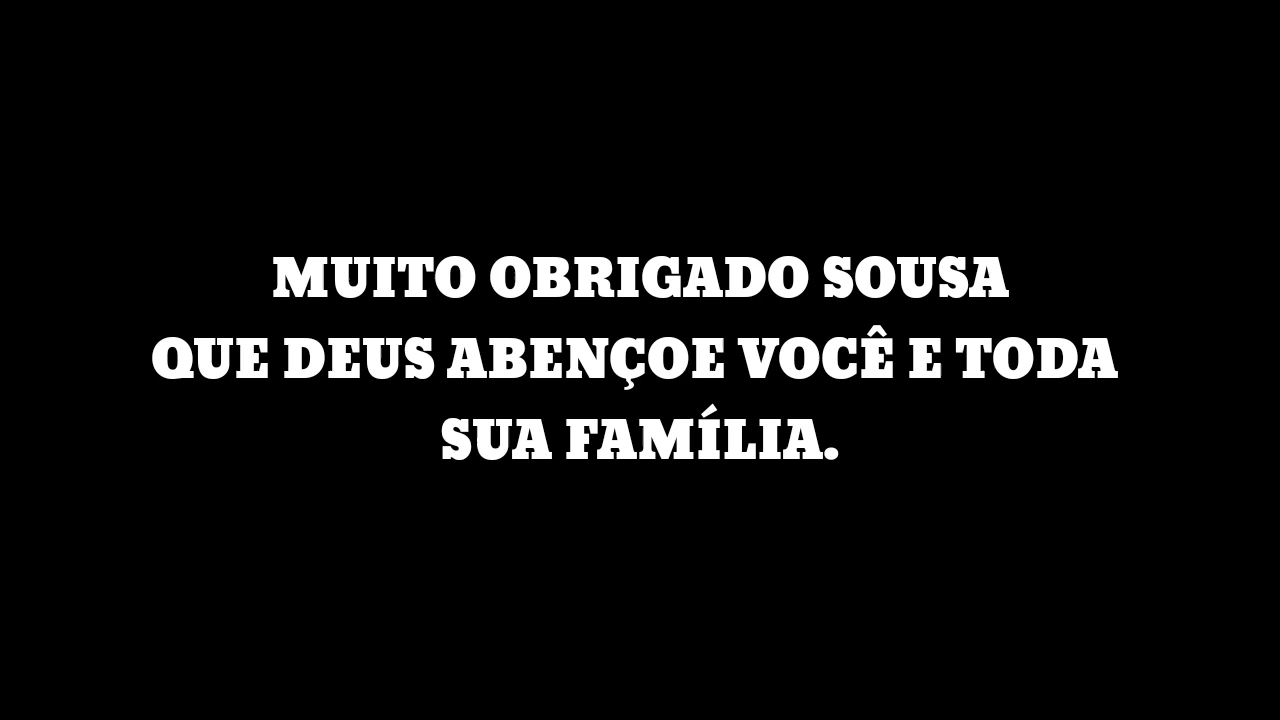 MUITO OBRIGADO SOUSA
QUE DEUS ABENÇOE VOCÊ E TODA
SUA FAMÍLIA.